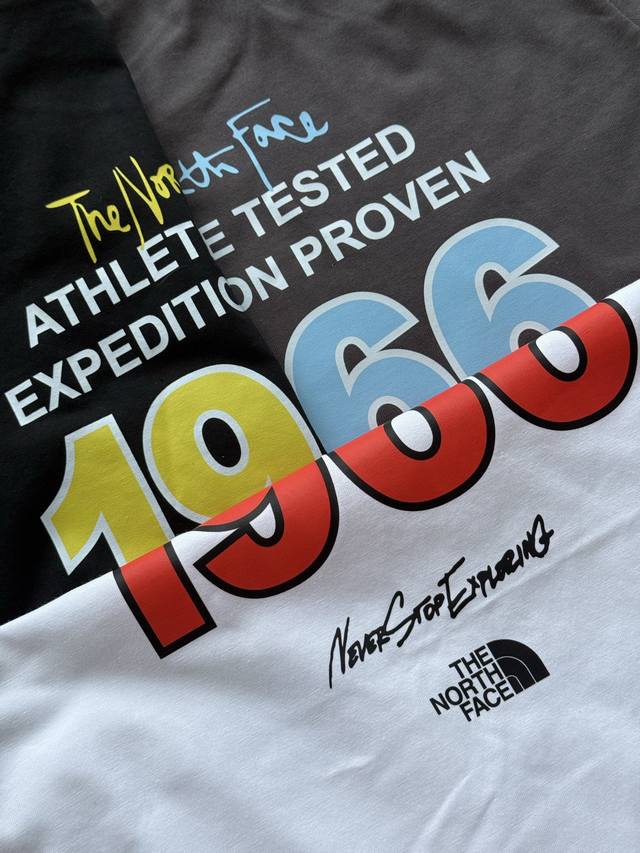 The North Face
ATHLETE TESTED
EXPEDITION PROVEN
1966
NEVER STOP EXPLORING
THE
NORTH
FACE